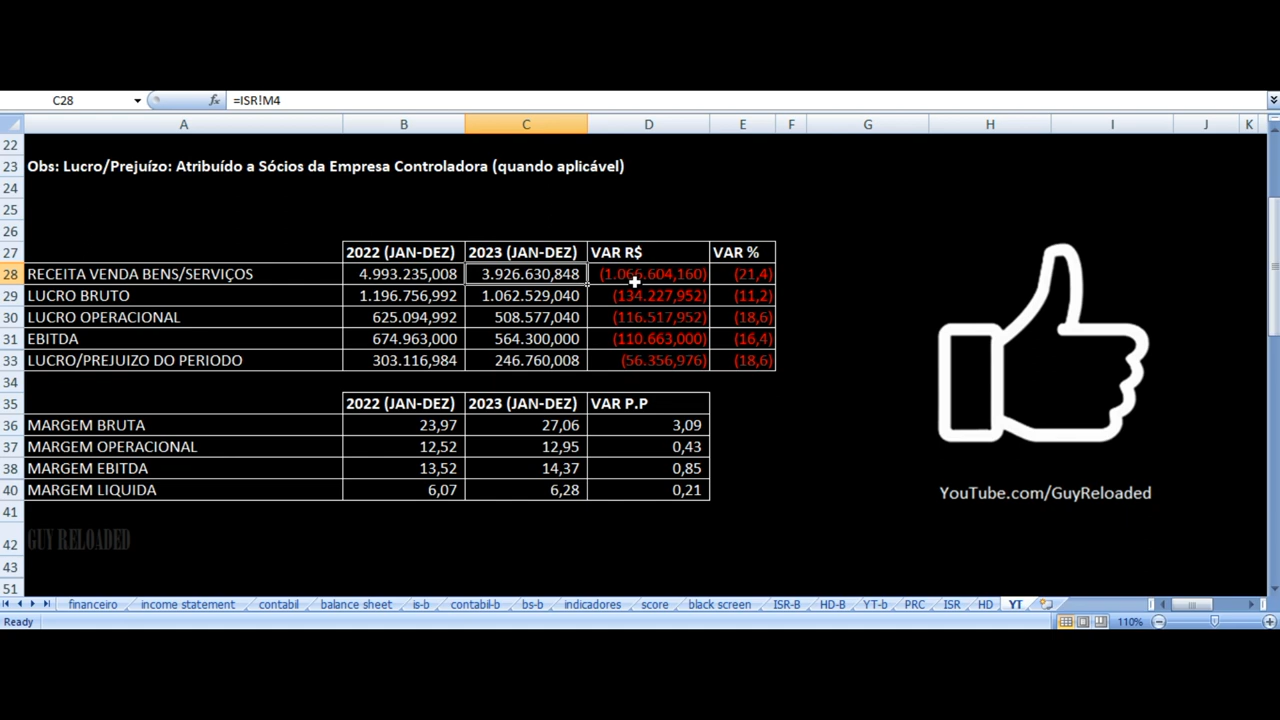 C28 fx =ISR!M4
A B C D E F G H I J K
22
23 Obs: Lucro/Prejuízo: Atribuído a Sócios da Empresa Controladora (quando aplicável)
24
25
26
27 2022 (JAN-DEZ) 2023 (JAN-DEZ) VAR R$ VAR %
28 RECEITA VENDA BENS/SERVIÇOS 4.993.235,008 3.926.630,848 (1.066.604,160) (21,4)
29 LUCRO BRUTO 1.196.756,992 1.062.529,040 (134.227,952) (11,2)
30 LUCRO OPERACIONAL 625.094,992 508.577,040 (116.517,952) (18,6)
31 EBITDA 674.963,000 564.300,000 (110.663,000) (16,4)
33 LUCRO/PREJUIZO DO PERIODO 303.116,984 246.760,008 (56.356,976) (18,6)
34
35 2022 (JAN-DEZ) 2023 (JAN-DEZ) VAR P.P
36 MARGEM BRUTA 23,97 27,06 3,09
37 MARGEM OPERACIONAL 12,52 12,95 0,43
38 MARGEM EBITDA 13,52 14,37 0,85
40 MARGEM LIQUIDA 6,07 6,28 0,21
YouTube.com/GuyReloaded
41
42 GUY RELOADED
43
51
financeiro income statement contabil balance sheet is-b contabil-b bs-b indicadores score black screen ISR-B HD-B YT-b PRC ISR HD YT
Ready 110%